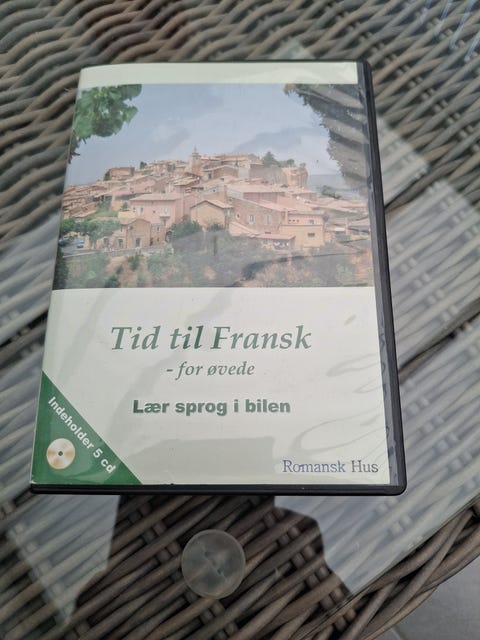 Tid til Fransk
- for øvede
Lær sprog i bilen
Indeholder 5 cd
Romansk Hus